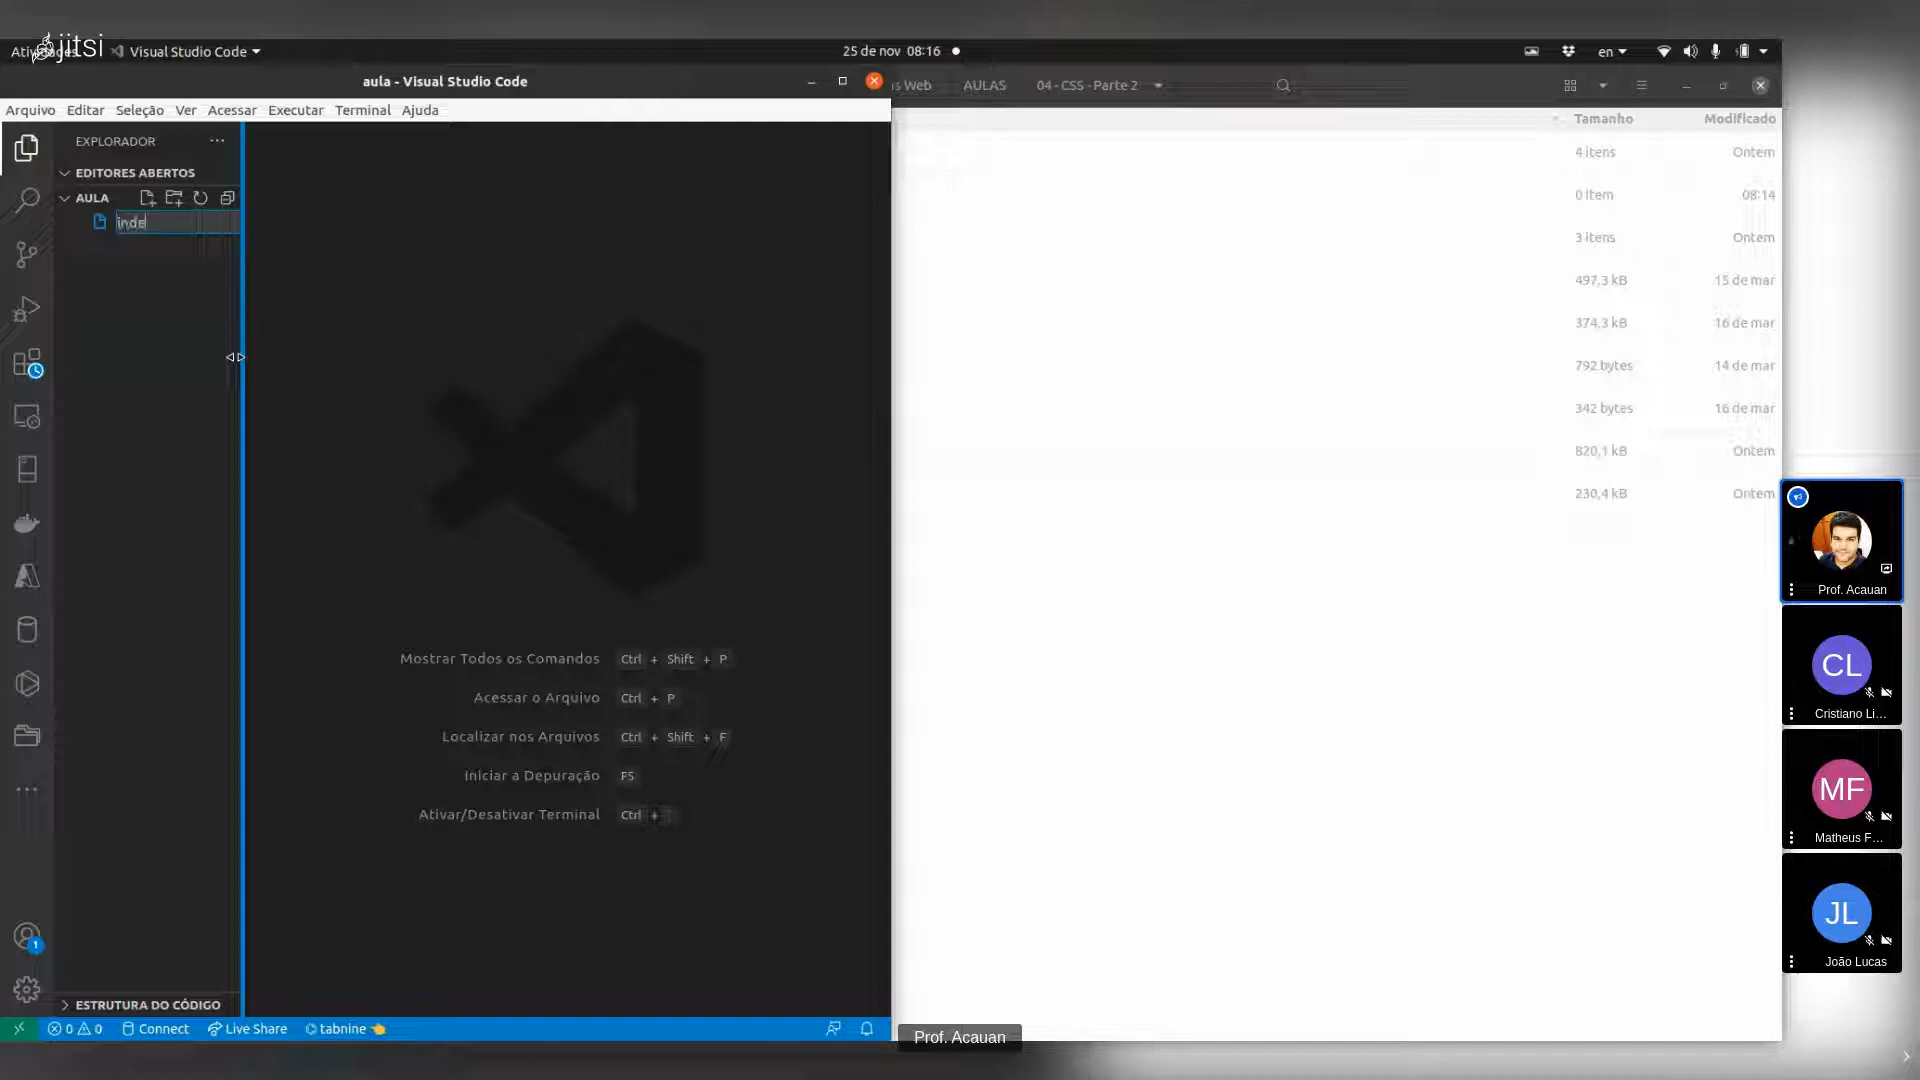 jitsi
Visual Studio Code
25 de nov 08:16
en
aula - Visual Studio Code
s Web
AULAS
04 - CSS - Parte 2
Arquivo Editar Seleção Ver Acessar Executar Terminal Ajuda
Tamanho Modificado
EXPLORADOR
4 itens Ontem
EDITORES ABERTOS
AULA
0 item 08:14
inde
3 itens Ontem
497,3 kB 15 de mar
374,3 kB 16 de mar
792 bytes 14 de mar
342 bytes 16 de mar
820,1 kB Ontem
230,4 kB Ontem
Prof. Acauan
Mostrar Todos os Comandos Ctrl + Shift + P
Acessar o Arquivo Ctrl + P
Localizar nos Arquivos Ctrl + Shift + F
Iniciar a Depuração F5
Ativar/Desativar Terminal Ctrl +
CL
Cristiano Li...
MF
Matheus F...
JL
João Lucas
1
ESTRUTURA DO CÓDIGO
0 0 Connect Live Share tabnine
Prof. Acauan